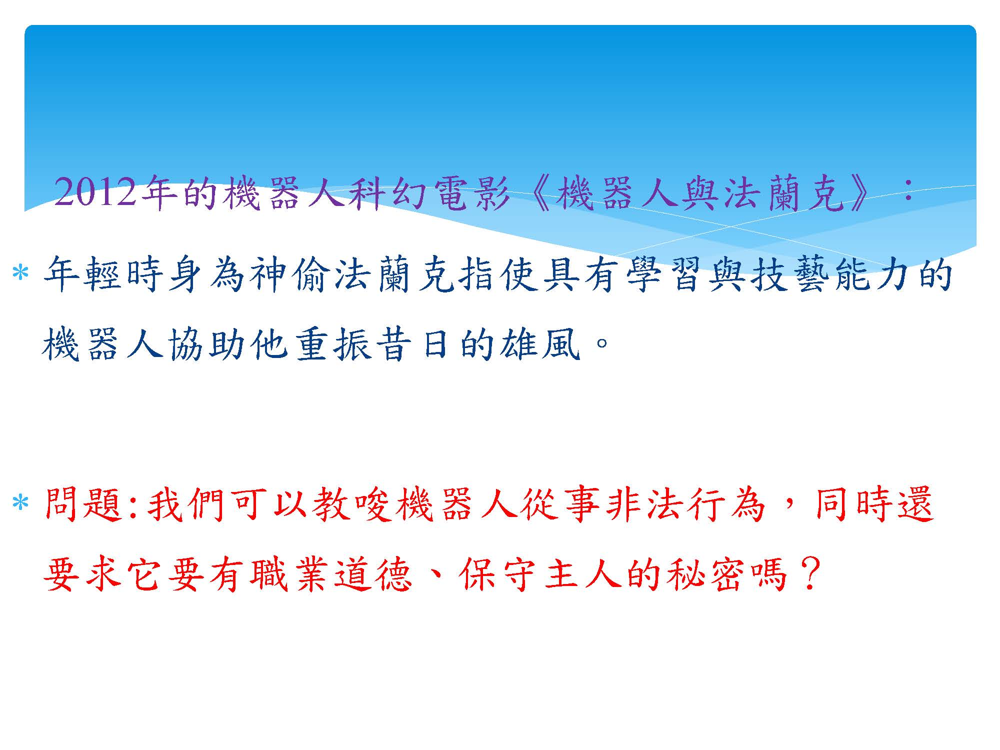 2012年的機器人科幻電影《機器人與法蘭克》：
* 年輕時身為神偷法蘭克指使具有學習與技藝能力的
機器人協助他重振昔日的雄風。
* 問題:我們可以教唆機器人從事非法行為，同時還
要求它要有職業道德、保守主人的秘密嗎？